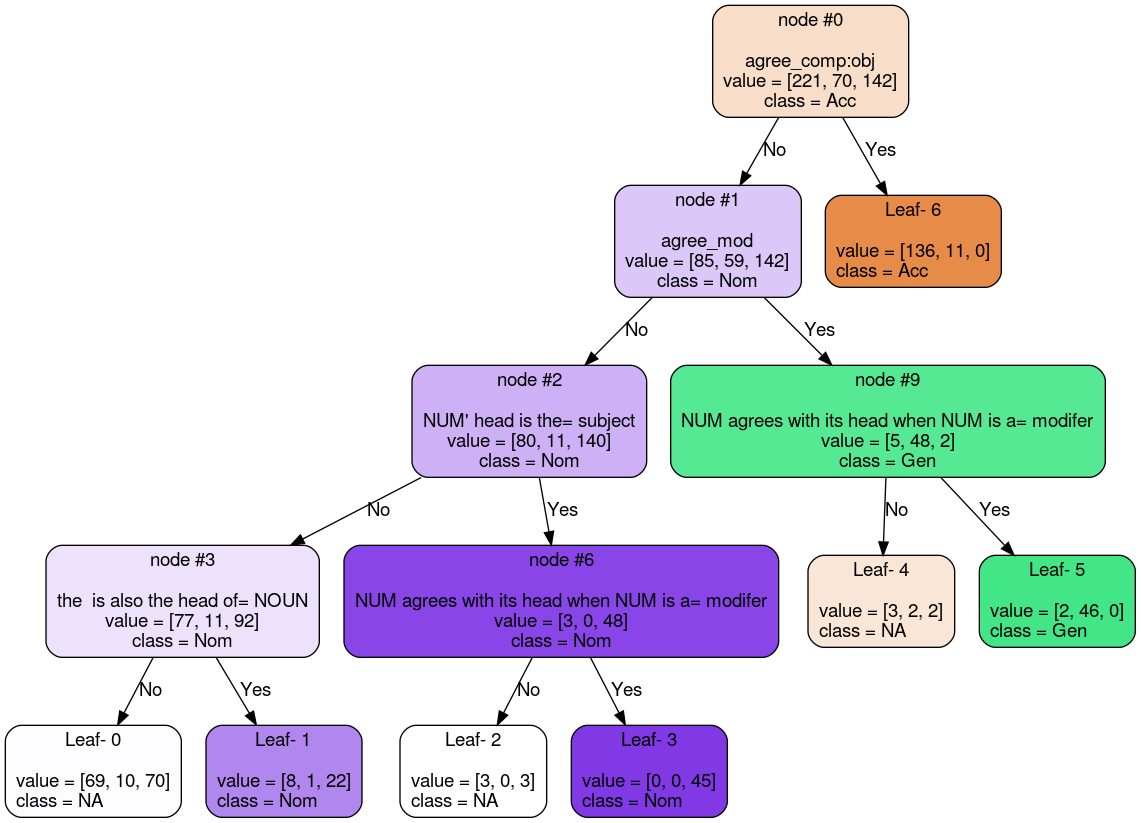 node #0
agree_comp:obj
value = [221, 70, 142]
class = Acc
No
Yes
node #1
agree_mod
value = [85, 59, 142]
class = Nom
Leaf- 6
value = [136, 11, 0]
class = Acc
No
Yes
node #2
NUM' head is the= subject
value = [80, 11, 140]
class = Nom
node #9
NUM agrees with its head when NUM is a= modifer
value = [5, 48, 2]
class = Gen
No
Yes
No
Yes
node #3
the  is also the head of= NOUN
value = [77, 11, 92]
class = Nom
node #6
NUM agrees with its head when NUM is a= modifer
value = [3, 0, 48]
class = Nom
Leaf- 4
value = [3, 2, 2]
class = NA
Leaf- 5
value = [2, 46, 0]
class = Gen
No
Yes
No
Yes
Leaf- 0
value = [69, 10, 70]
class = NA
Leaf- 1
value = [8, 1, 22]
class = Nom
Leaf- 2
value = [3, 0, 3]
class = NA
Leaf- 3
value = [0, 0, 45]
class = Nom